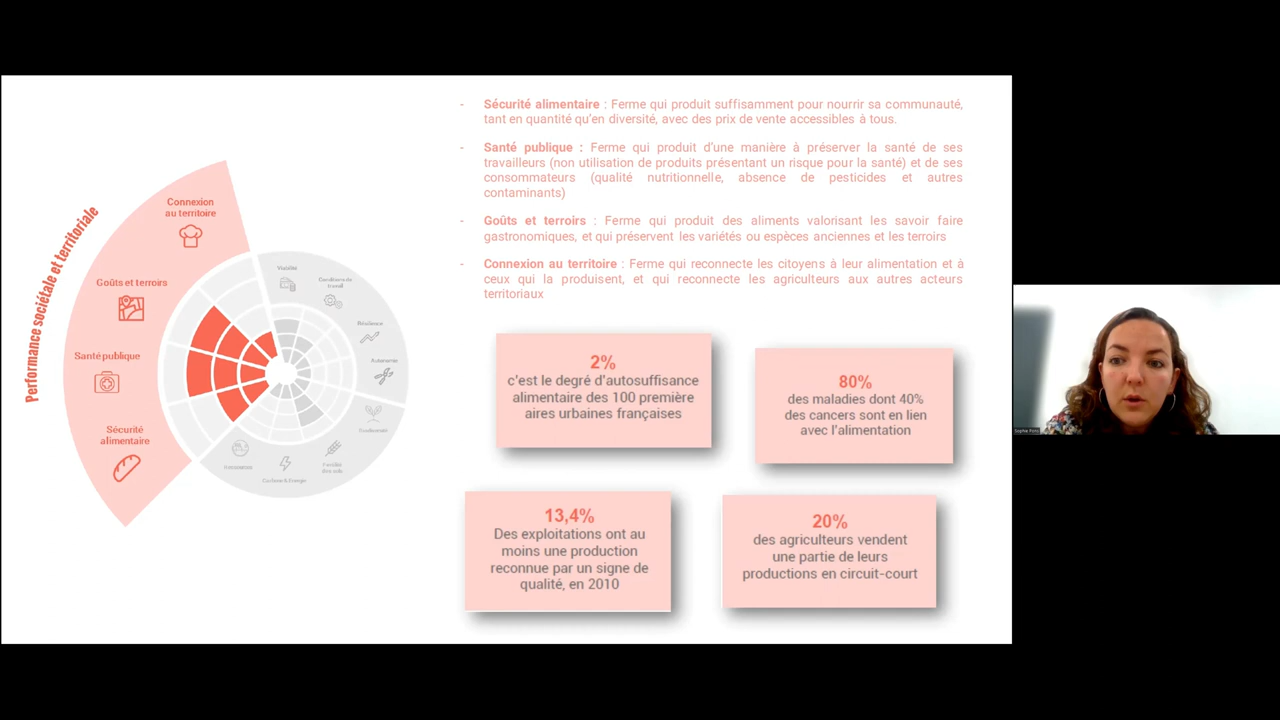 - Sécurité alimentaire : Ferme qui produit suffisamment pour nourrir sa communauté,
tant en quantité qu'en diversité, avec des prix de vente accessibles à tous.
- Santé publique : Ferme qui produit d'une manière à préserver la santé de ses
travailleurs (non utilisation de produits présentant un risque pour la santé) et de ses
consommateurs (qualité nutritionnelle, absence de pesticides et autres
contaminants)
- Goûts et terroirs : Ferme qui produit des aliments valorisant les savoir faire
gastronomiques, et qui préservent les variétés ou espèces anciennes et les terroirs
- Connexion au territoire : Ferme qui reconnecte les citoyens à leur alimentation et à
ceux qui la produisent, et qui reconnecte les agriculteurs aux autres acteurs
territoriaux
Performance sociétale et territoriale
Connexion
au territoire
Goûts et terroirs
Santé publique
Sécurité
alimentaire
Viabilité
Conditions de
travail
Résilience
Autonomie
Biodiversité
Fertilité
des sols
Carbone & Energie
Ressources
2%
c'est le degré d'autosuffisance
alimentaire des 100 première
aires urbaines françaises
80%
des maladies dont 40%
des cancers sont en lien
avec l'alimentation
13,4%
Des exploitations ont au
moins une production
reconnue par un signe de
qualité, en 2010
20%
des agriculteurs vendent
une partie de leurs
productions en circuit-court